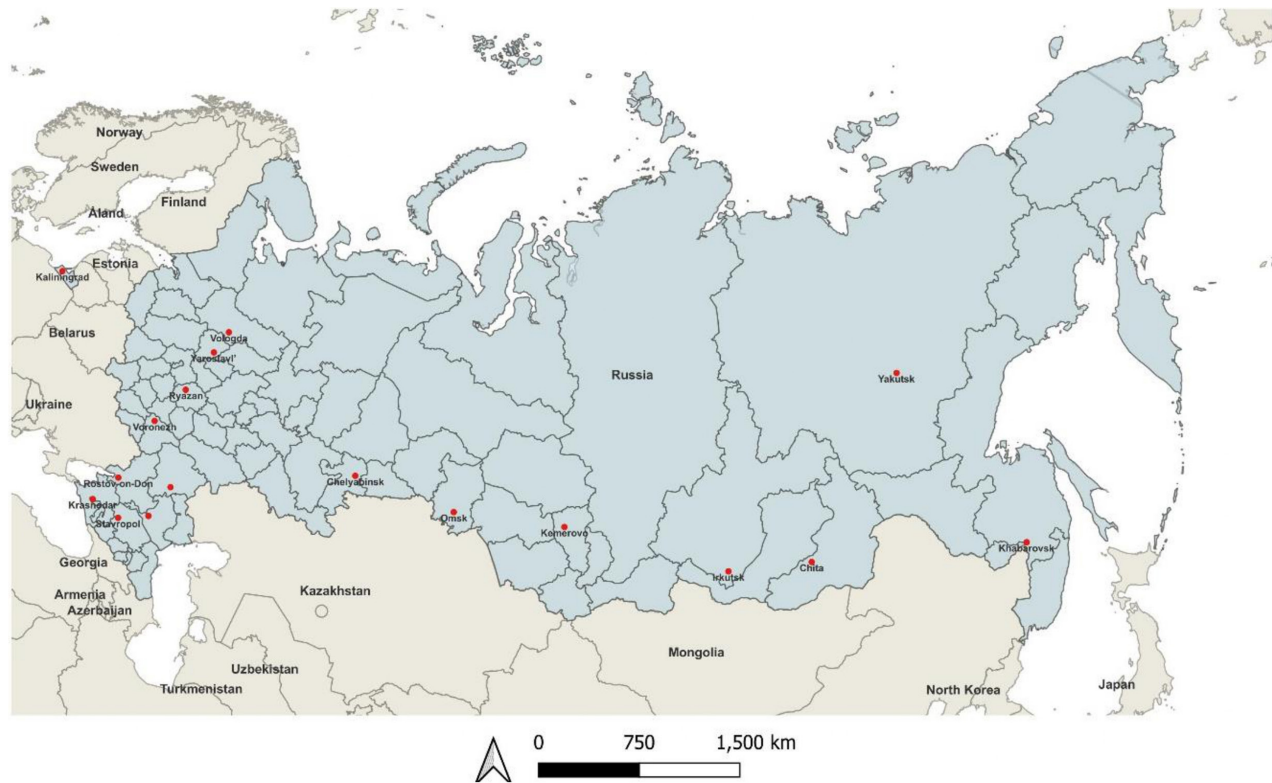 Norway
Sweden
Finland
Åland
Estonia
Kaliningrad
Belarus
Vologda
Yaroslavl'
Russia
Yakutsk
Ryazan
Ukraine
Voronezh
Rostov-on-Don
Chelyabinsk
Krasnodar
Stavropol
Omsk
Kemerovo
Khabarovsk
Georgia
Irkutsk
Chita
Armenia
Kazakhstan
Azerbaijan
Mongolia
Uzbekistan
Turkmenistan
North Korea
Japan
0 750 1,500 km